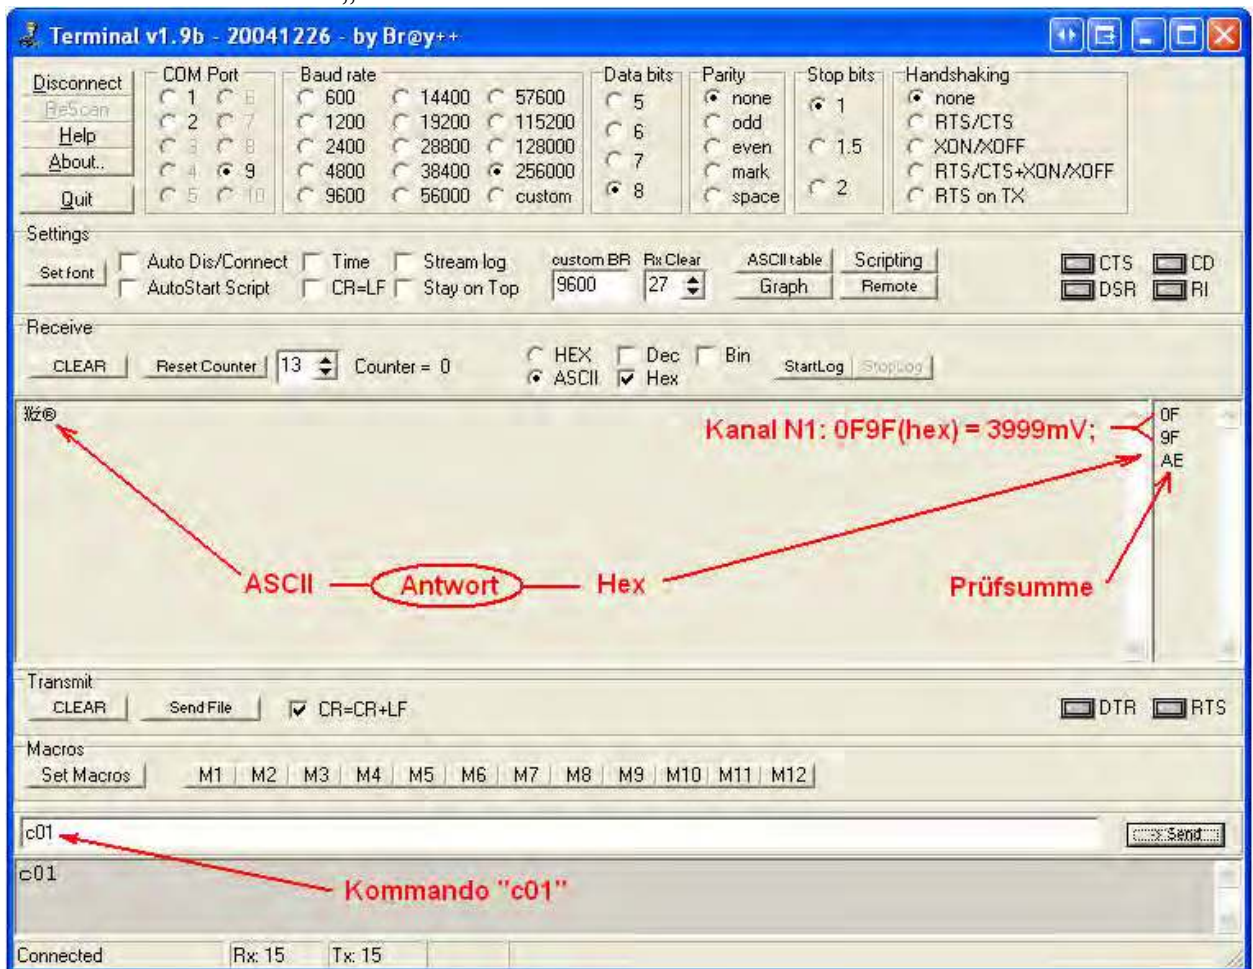 „
Terminal v1.9b - 20041226 - by Br@y++
Disconnect
ReScan
Help
About..
Quit
COM Port
1 6
2 7
3 8
4 9
5 10
Baud rate
600 14400 57600
1200 19200 115200
2400 28800 128000
4800 38400 256000
9600 56000 custom
Data bits
5
6
7
8
Parity
none
odd
even
mark
space
Stop bits
1
1.5
2
Handshaking
none
RTS/CTS
XON/XOFF
RTS/CTS+XON/XOFF
RTS on TX
Settings
Set font
Auto Dis/Connect Time Stream log
AutoStart Script CR=LF Stay on Top
custom BR Rx Clear
9600 27
ASCII table Scripting
Graph Remote
CTS CD
DSR RI
Receive
CLEAR Reset Counter 13 Counter = 0
HEX Dec Bin
ASCII Hex
StartLog StopLog
Kanal N1: 0F9F(hex) = 3999mV;
0F
9F
AE
ASCII Antwort Hex
Prüfsumme
Transmit
CLEAR Send File CR=CR+LF
DTR RTS
Macros
Set Macros M1 M2 M3 M4 M5 M6 M7 M8 M9 M10 M11 M12
c01
-> Send
c01
Kommando "c01"
Connected Rx: 15 Tx: 15